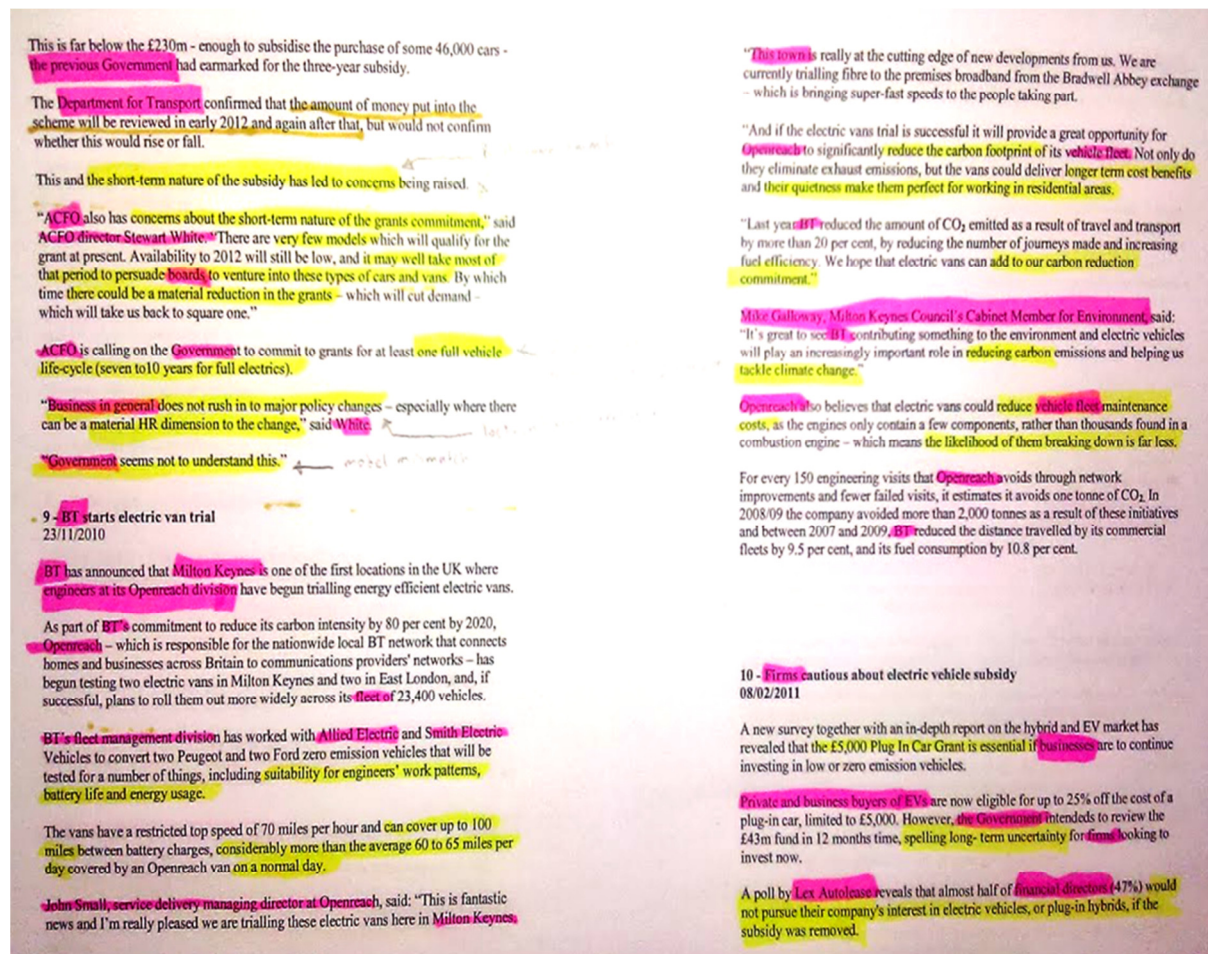 This is far below the £230m - enough to subsidise the purchase of some 46,000 cars -
the previous Government had earmarked for the three-year subsidy.
The Department for Transport confirmed that the amount of money put into the
scheme will be reviewed in early 2012 and again after that, but would not confirm
whether this would rise or fall.
This and the short-term nature of the subsidy has led to concerns being raised.
"ACFO also has concerns about the short-term nature of the grants commitment," said
ACFO director Stewart White. "There are very few models which will qualify for the
grant at present. Availability to 2012 will still be low, and it may well take most of
that period to persuade boards to venture into these types of cars and vans. By which
time there could be a material reduction in the grants – which will cut demand –
which will take us back to square one."
ACFO is calling on the Government to commit to grants for at least one full vehicle
life-cycle (seven to10 years for full electrics).
"Business in general does not rush in to major policy changes – especially where there
can be a material HR dimension to the change," said White.
"Government seems not to understand this."
9 - BT starts electric van trial
23/11/2010
BT has announced that Milton Keynes is one of the first locations in the UK where
engineers at its Openreach division have begun trialling energy efficient electric vans.
As part of BT's commitment to reduce its carbon intensity by 80 per cent by 2020,
Openreach – which is responsible for the nationwide local BT network that connects
homes and businesses across Britain to communications providers' networks – has
begun testing two electric vans in Milton Keynes and two in East London, and, if
successful, plans to roll them out more widely across its fleet of 23,400 vehicles.
BT's fleet management division has worked with Allied Electric and Smith Electric
Vehicles to convert two Peugeot and two Ford zero emission vehicles that will be
tested for a number of things, including suitability for engineers' work patterns,
battery life and energy usage.
The vans have a restricted top speed of 70 miles per hour and can cover up to 100
miles between battery charges, considerably more than the average 60 to 65 miles per
day covered by an Openreach van on a normal day.
John Small, service delivery managing director at Openreach, said: "This is fantastic
news and I'm really pleased we are trialling these electric vans here in Milton Keynes.
"This town is really at the cutting edge of new developments from us. We are
currently trialling fibre to the premises broadband from the Bradwell Abbey exchange
– which is bringing super-fast speeds to the people taking part.
"And if the electric vans trial is successful it will provide a great opportunity for
Openreach to significantly reduce the carbon footprint of its vehicle fleet. Not only do
they eliminate exhaust emissions, but the vans could deliver longer term cost benefits
and their quietness make them perfect for working in residential areas.
"Last year BT reduced the amount of CO₂ emitted as a result of travel and transport
by more than 20 per cent, by reducing the number of journeys made and increasing
fuel efficiency. We hope that electric vans can add to our carbon reduction
commitment."
Mike Galloway, Milton Keynes Council's Cabinet Member for Environment, said:
"It's great to see BT contributing something to the environment and electric vehicles
will play an increasingly important role in reducing carbon emissions and helping us
tackle climate change."
Openreach also believes that electric vans could reduce vehicle fleet maintenance
costs, as the engines only contain a few components, rather than thousands found in a
combustion engine – which means the likelihood of them breaking down is far less.
For every 150 engineering visits that Openreach avoids through network
improvements and fewer failed visits, it estimates it avoids one tonne of CO₂. In
2008/09 the company avoided more than 2,000 tonnes as a result of these initiatives
and between 2007 and 2009, BT reduced the distance travelled by its commercial
fleets by 9.5 per cent, and its fuel consumption by 10.8 per cent.
10 - Firms cautious about electric vehicle subsidy
08/02/2011
A new survey together with an in-depth report on the hybrid and EV market has
revealed that the £5,000 Plug In Car Grant is essential if businesses are to continue
investing in low or zero emission vehicles.
Private and business buyers of EVs are now eligible for up to 25% off the cost of a
plug-in car, limited to £5,000. However, the Government intendeds to review the
£43m fund in 12 months time, spelling long- term uncertainty for firms looking to
invest now.
A poll by Lex Autolease reveals that almost half of financial directors (47%) would
not pursue their company's interest in electric vehicles, or plug-in hybrids, if the
subsidy was removed.